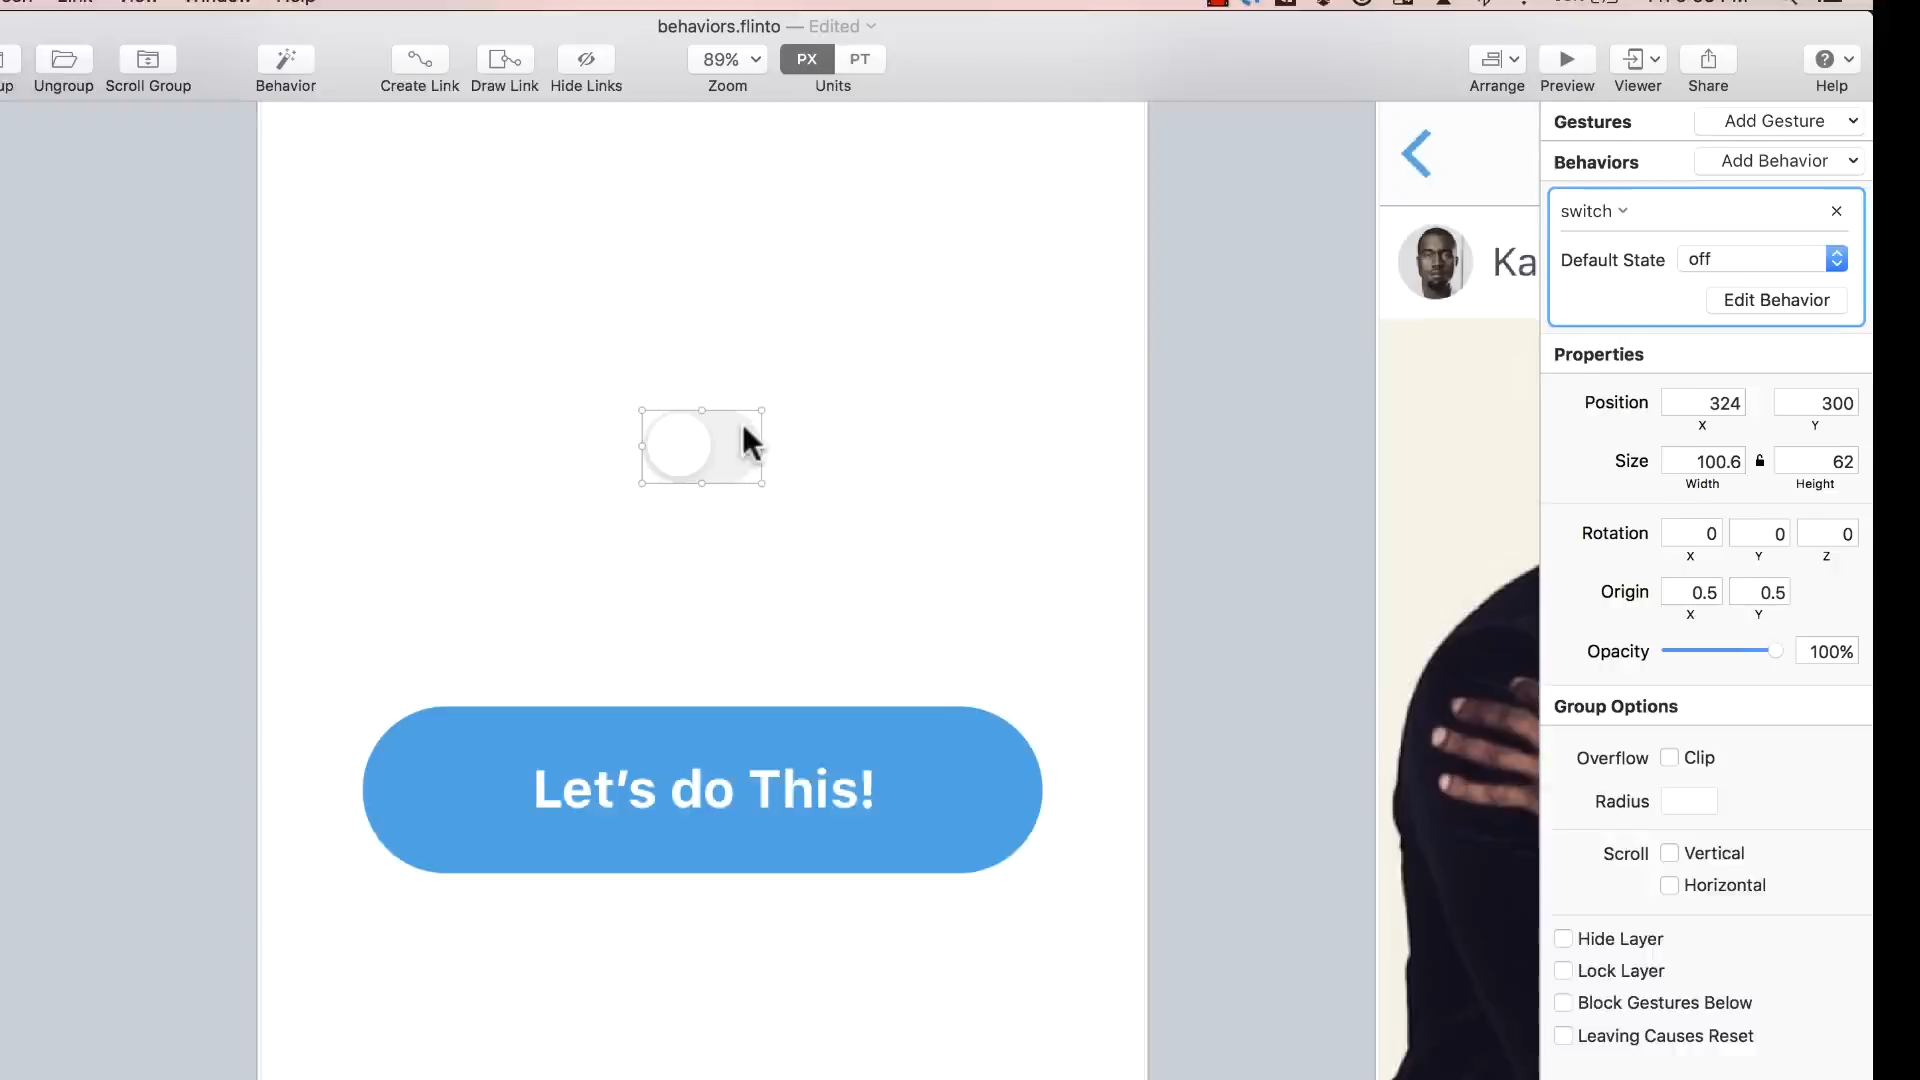 behaviors.flinto — Edited
Ungroup
Scroll Group
Behavior
Create Link
Draw Link
Hide Links
89%
Zoom
PX PT
Units
Arrange
Preview
Viewer
Share
Help
Gestures Add Gesture
Behaviors Add Behavior
switch
Default State off
Edit Behavior
Ka
Properties
Position 324 300
X Y
Size 100.6 62
Width Height
Rotation 0 0 0
X Y Z
Origin 0.5 0.5
X Y
Opacity 100%
Let's do This!
Group Options
Overflow Clip
Radius
Scroll Vertical
Horizontal
Hide Layer
Lock Layer
Block Gestures Below
Leaving Causes Reset